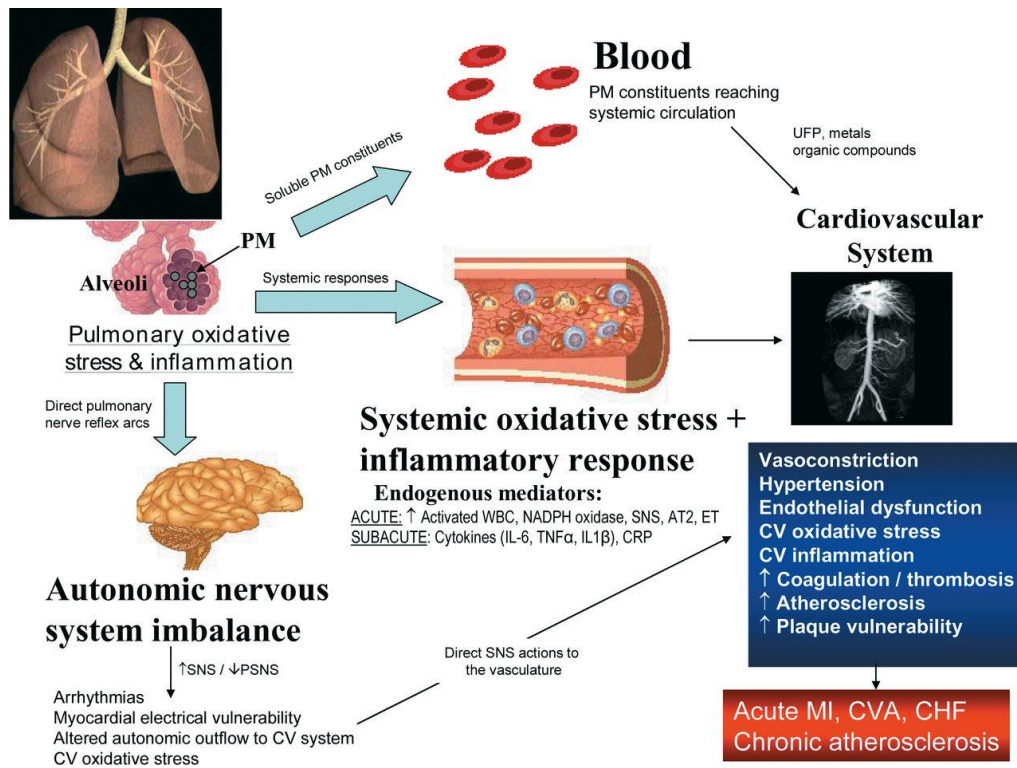 Blood
PM constituents reaching
systemic circulation
UFP, metals
organic compounds
Soluble PM constituents
Cardiovascular
System
PM
Alveoli
Systemic responses
Pulmonary oxidative
stress & inflammation
Direct pulmonary
nerve reflex arcs
Systemic oxidative stress +
inflammatory response
Endogenous mediators:
ACUTE: ↑ Activated WBC, NADPH oxidase, SNS, AT2, ET
SUBACUTE: Cytokines (IL-6, TNFα, IL1β), CRP
Vasoconstriction
Hypertension
Endothelial dysfunction
CV oxidative stress
CV inflammation
↑ Coagulation / thrombosis
↑ Atherosclerosis
↑ Plaque vulnerability
Autonomic nervous
system imbalance
↑SNS / ↓PSNS
Direct SNS actions to
the vasculature
Arrhythmias
Myocardial electrical vulnerability
Altered autonomic outflow to CV system
CV oxidative stress
Acute MI, CVA, CHF
Chronic atherosclerosis